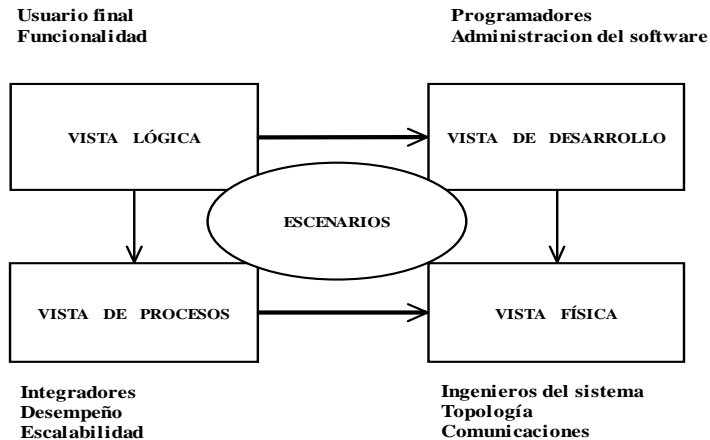 Usuario final
Funcionalidad
Programadores
Administracion del software
VISTA LÓGICA
VISTA DE DESARROLLO
ESCENARIOS
VISTA DE PROCESOS
VISTA FÍSICA
Integradores
Desempeño
Escalabilidad
Ingenieros del sistema
Topología
Comunicaciones